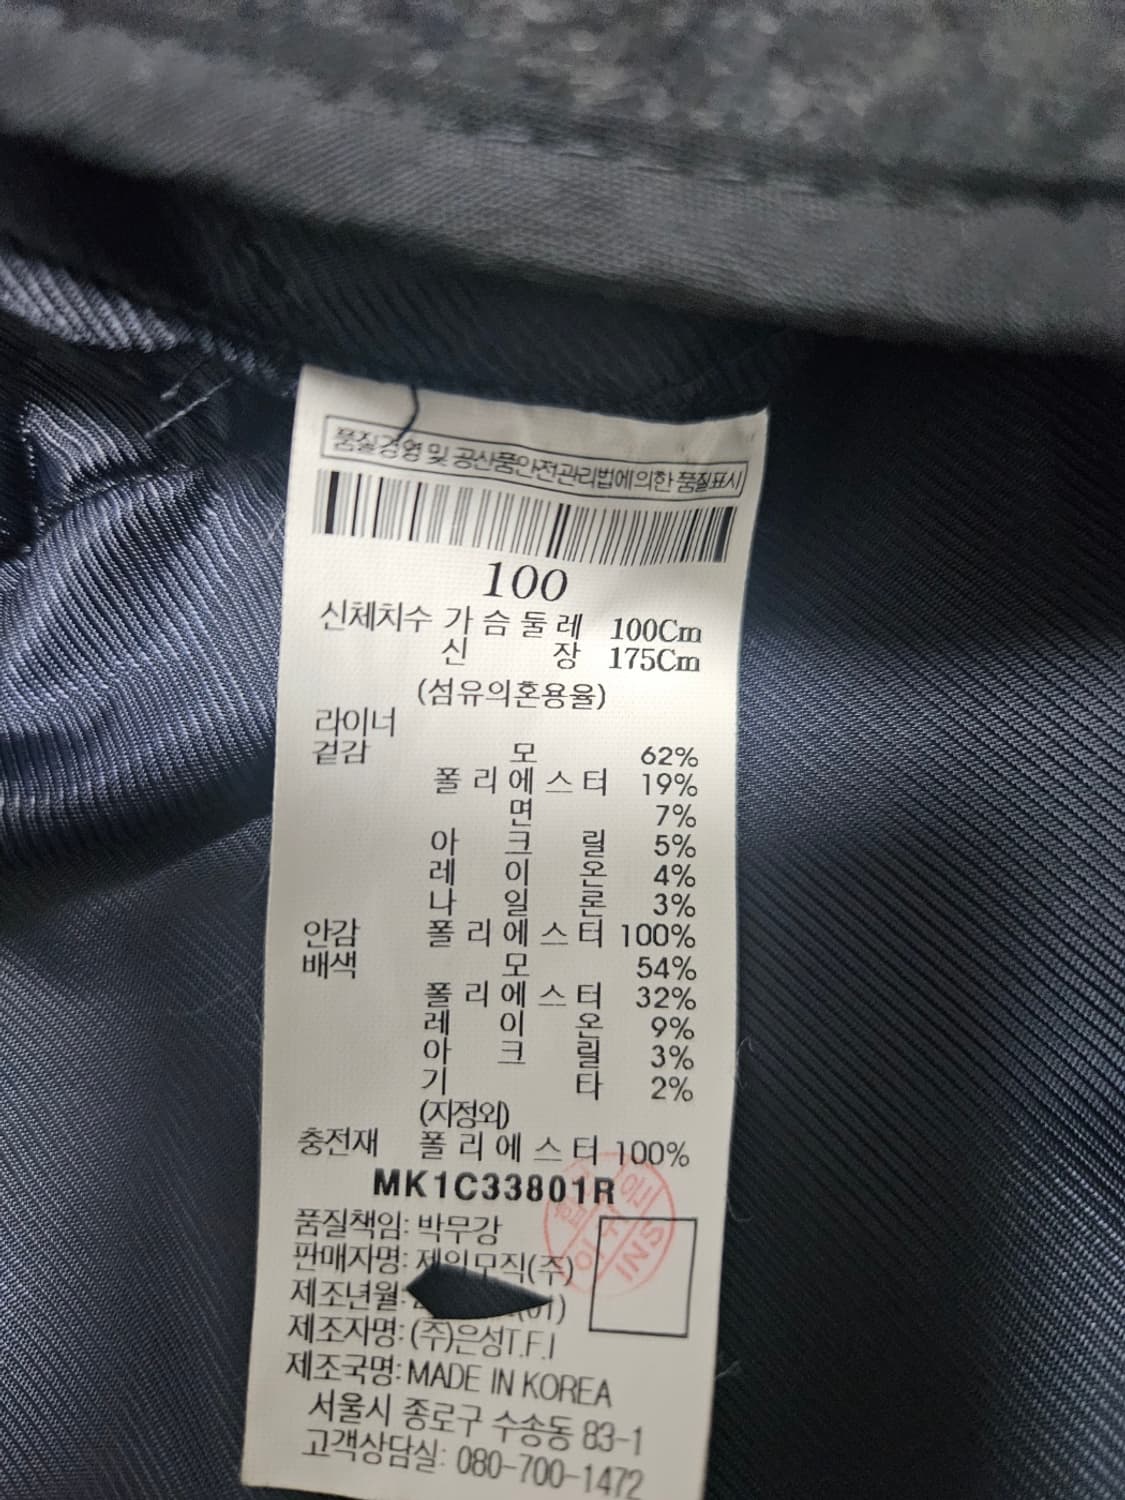 품질경영 및 공산품안전관리법에의한 품질표시
100
신체치수 가슴둘레 100Cm
신장 175Cm
(섬유의혼용율)
라이너
겉감 모 62%
폴리에스터 19%
면 7%
아크릴 5%
레이온 4%
나일론 3%
안감 폴리에스터 100%
배색 모 54%
폴리에스터 32%
레이온 9%
아크릴 3%
기타 2%
(지정외)
충전재 폴리에스터 100%
MK1C33801R
품질책임: 박무강
판매자명: 제일모직(주)
제조년월:
제조자명: (주)은성T.F.I
제조국명: MADE IN KOREA
서울시 종로구 수송동 83-1
고객상담실: 080-700-1472
INS